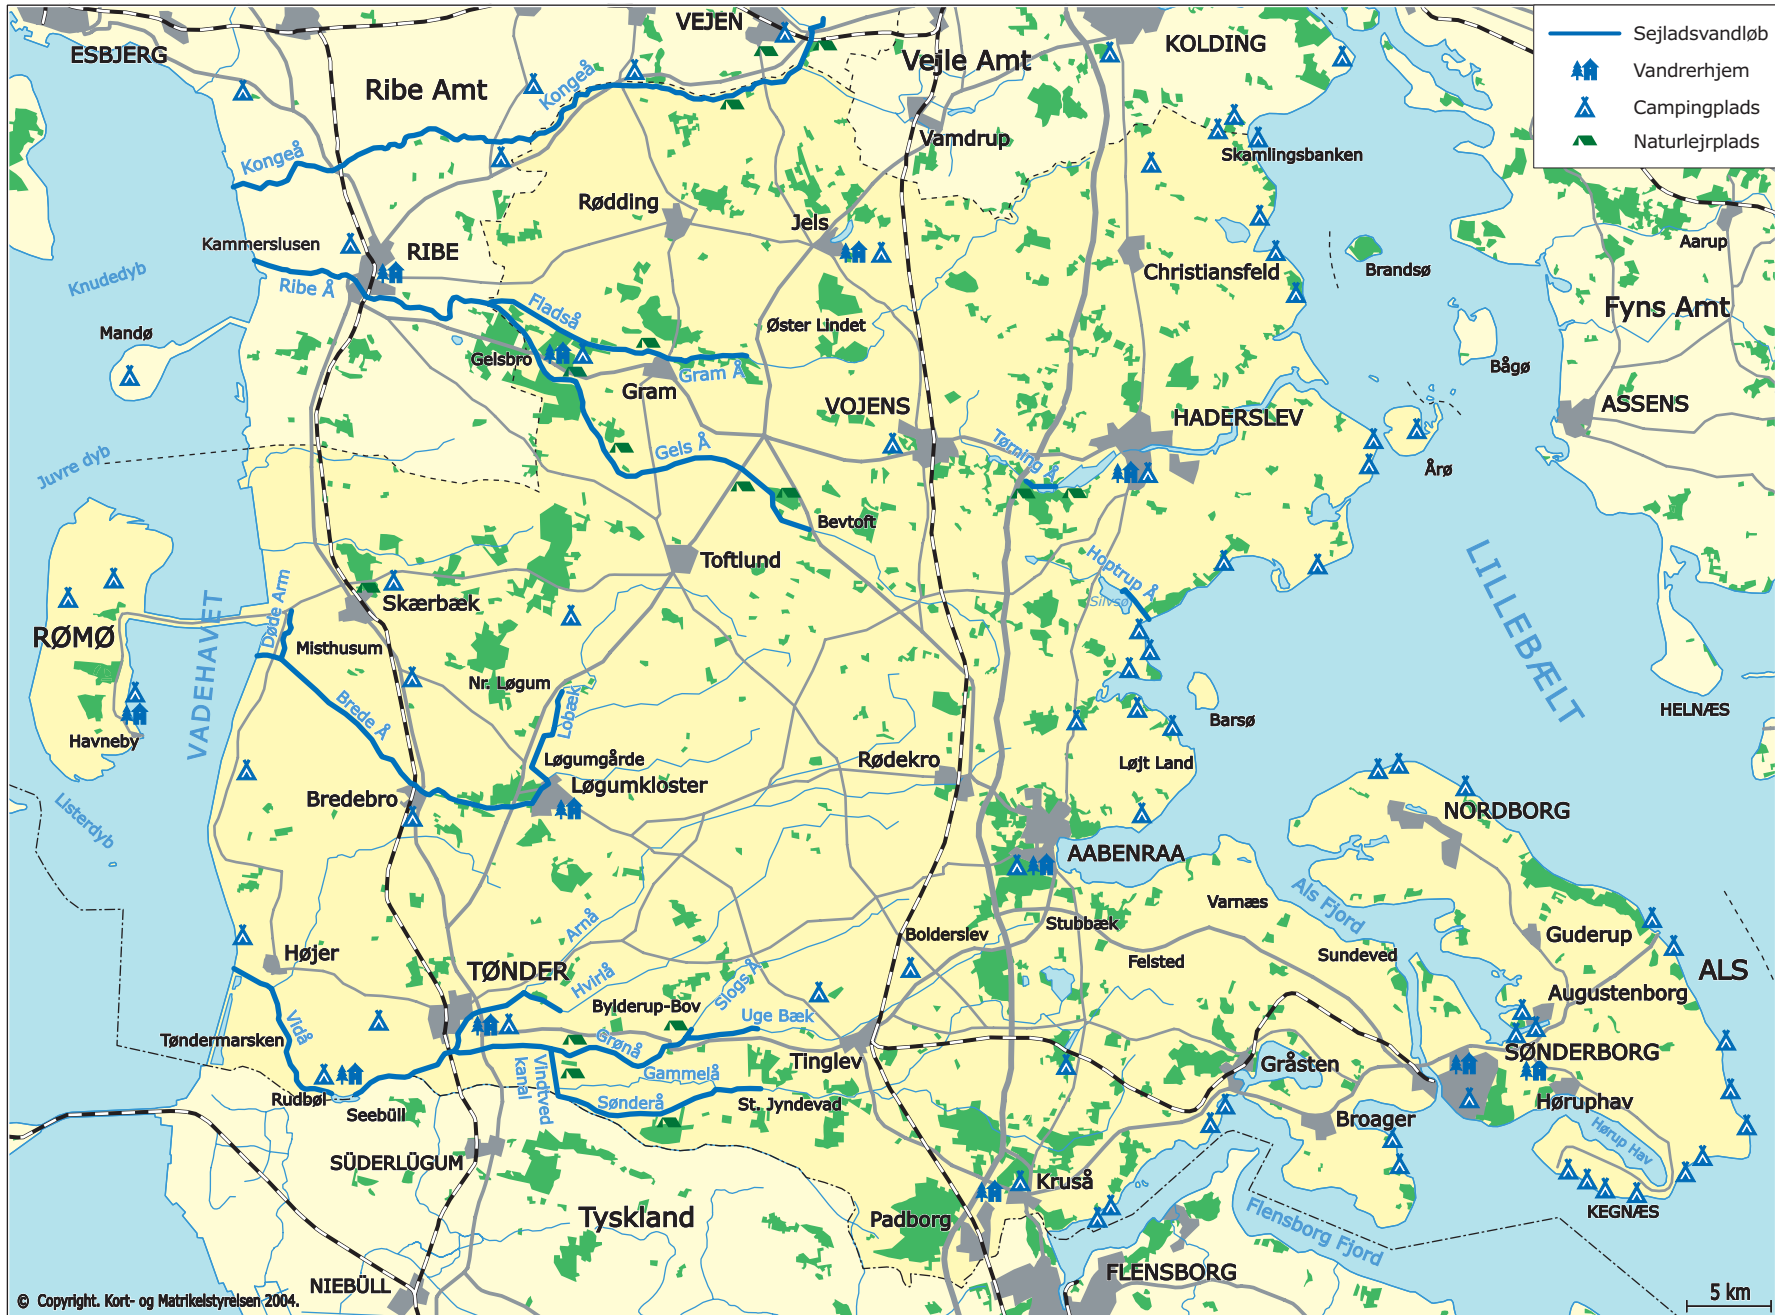 Sejladsvandløb
Vandrerhjem
Campingplads
Naturlejrplads
ESBJERG
VEJEN
KOLDING
Ribe Amt
Vejle Amt
Kongeå
Kongeå
Vamdrup
Skamlingsbanken
Rødding
Jels
Kammerslusen
RIBE
Aarup
Christiansfeld
Brandsø
Knudedyb
Ribe Å
Fladså
Fyns Amt
Mandø
Øster Lindet
Gelsbro
Gram Å
Bågø
Gram
VOJENS
HADERSLEV
ASSENS
Gels Å
Tørning Å
Årø
Juvre dyb
Bevtoft
Toftlund
Hoptrup Å
Slivsø
LILLEBÆLT
Skærbæk
Døde Arm
RØMØ
VADEHAVET
Misthusum
Nr. Løgum
Lobæk
Brede Å
Barsø
HELNÆS
Havneby
Løgumgårde
Rødekro
Løjt Land
Løgumkloster
Bredebro
NORDBORG
Listerdyb
AABENRAA
Als Fjord
Varnæs
Stubbæk
Arnå
Bolderslev
Guderup
Højer
Felsted
Sundeved
ALS
TØNDER
Hvirlå
Slogs Å
Augustenborg
Bylderup-Bov
Uge Bæk
Vidå
Tøndermarsken
Grønå
Tinglev
SØNDERBORG
Gråsten
Vindtved
kanal
Gammelå
Rudbøl
Seebüll
Sønderå
St. Jyndevad
Høruphav
Broager
Hørup Hav
SÜDERLÜGUM
Kruså
Tyskland
Padborg
KEGNÆS
Flensborg Fjord
FLENSBORG
NIEBÜLL
© Copyright. Kort- og Matrikelstyrelsen 2004.
5 km